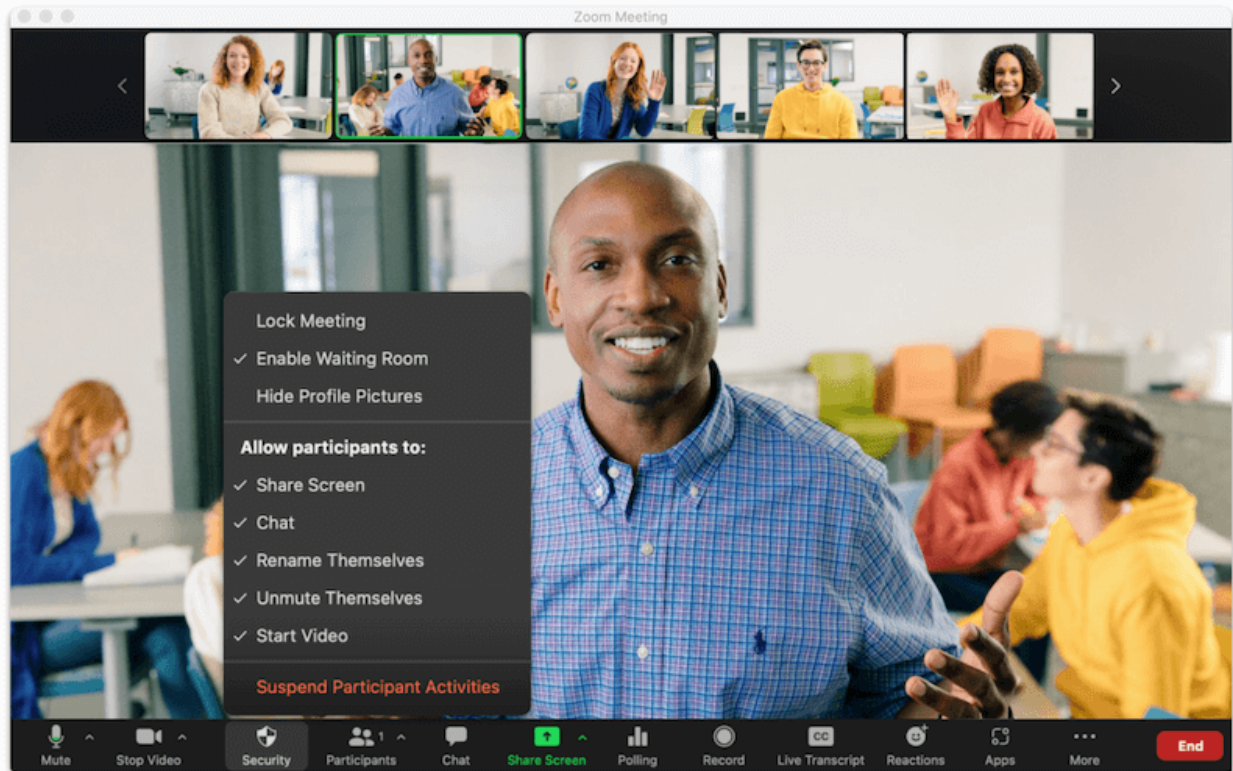 Zoom Meeting
Lock Meeting
✓ Enable Waiting Room
Hide Profile Pictures
Allow participants to:
✓ Share Screen
✓ Chat
✓ Rename Themselves
✓ Unmute Themselves
✓ Start Video
Suspend Participant Activities
1
CC
Mute Stop Video Security Participants Chat Share Screen Polling Record Live Transcript Reactions Apps More End